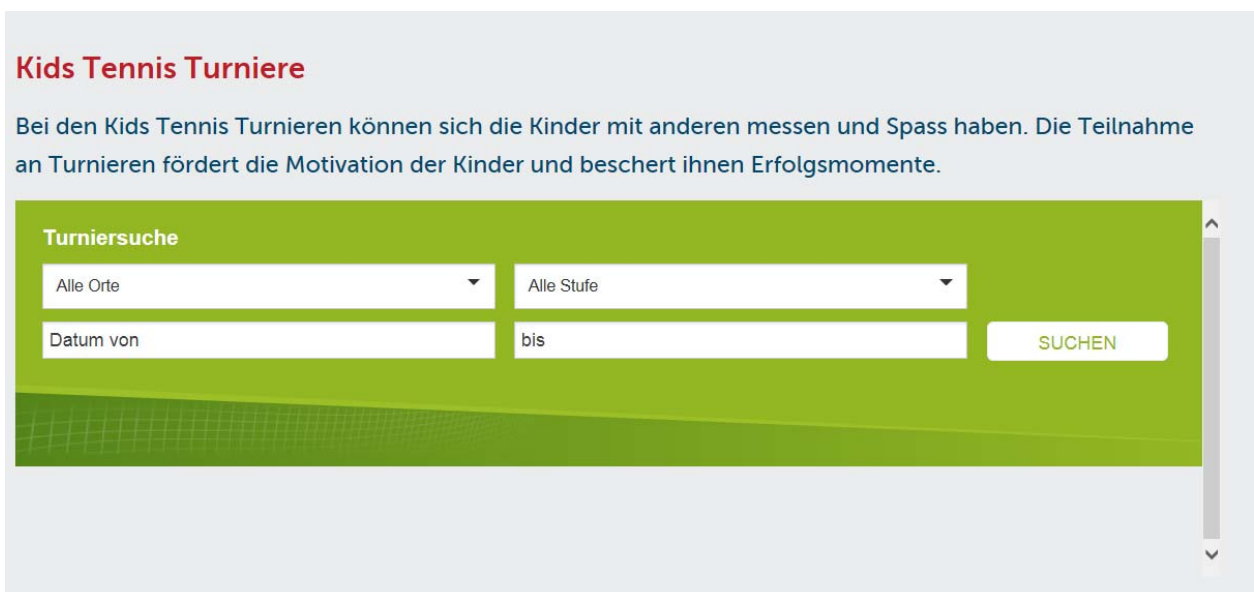 Kids Tennis Turniere
Bei den Kids Tennis Turnieren können sich die Kinder mit anderen messen und Spass haben. Die Teilnahme
an Turnieren fördert die Motivation der Kinder und beschert ihnen Erfolgsmomente.
Turniersuche
Alle Orte Alle Stufe
Datum von bis SUCHEN